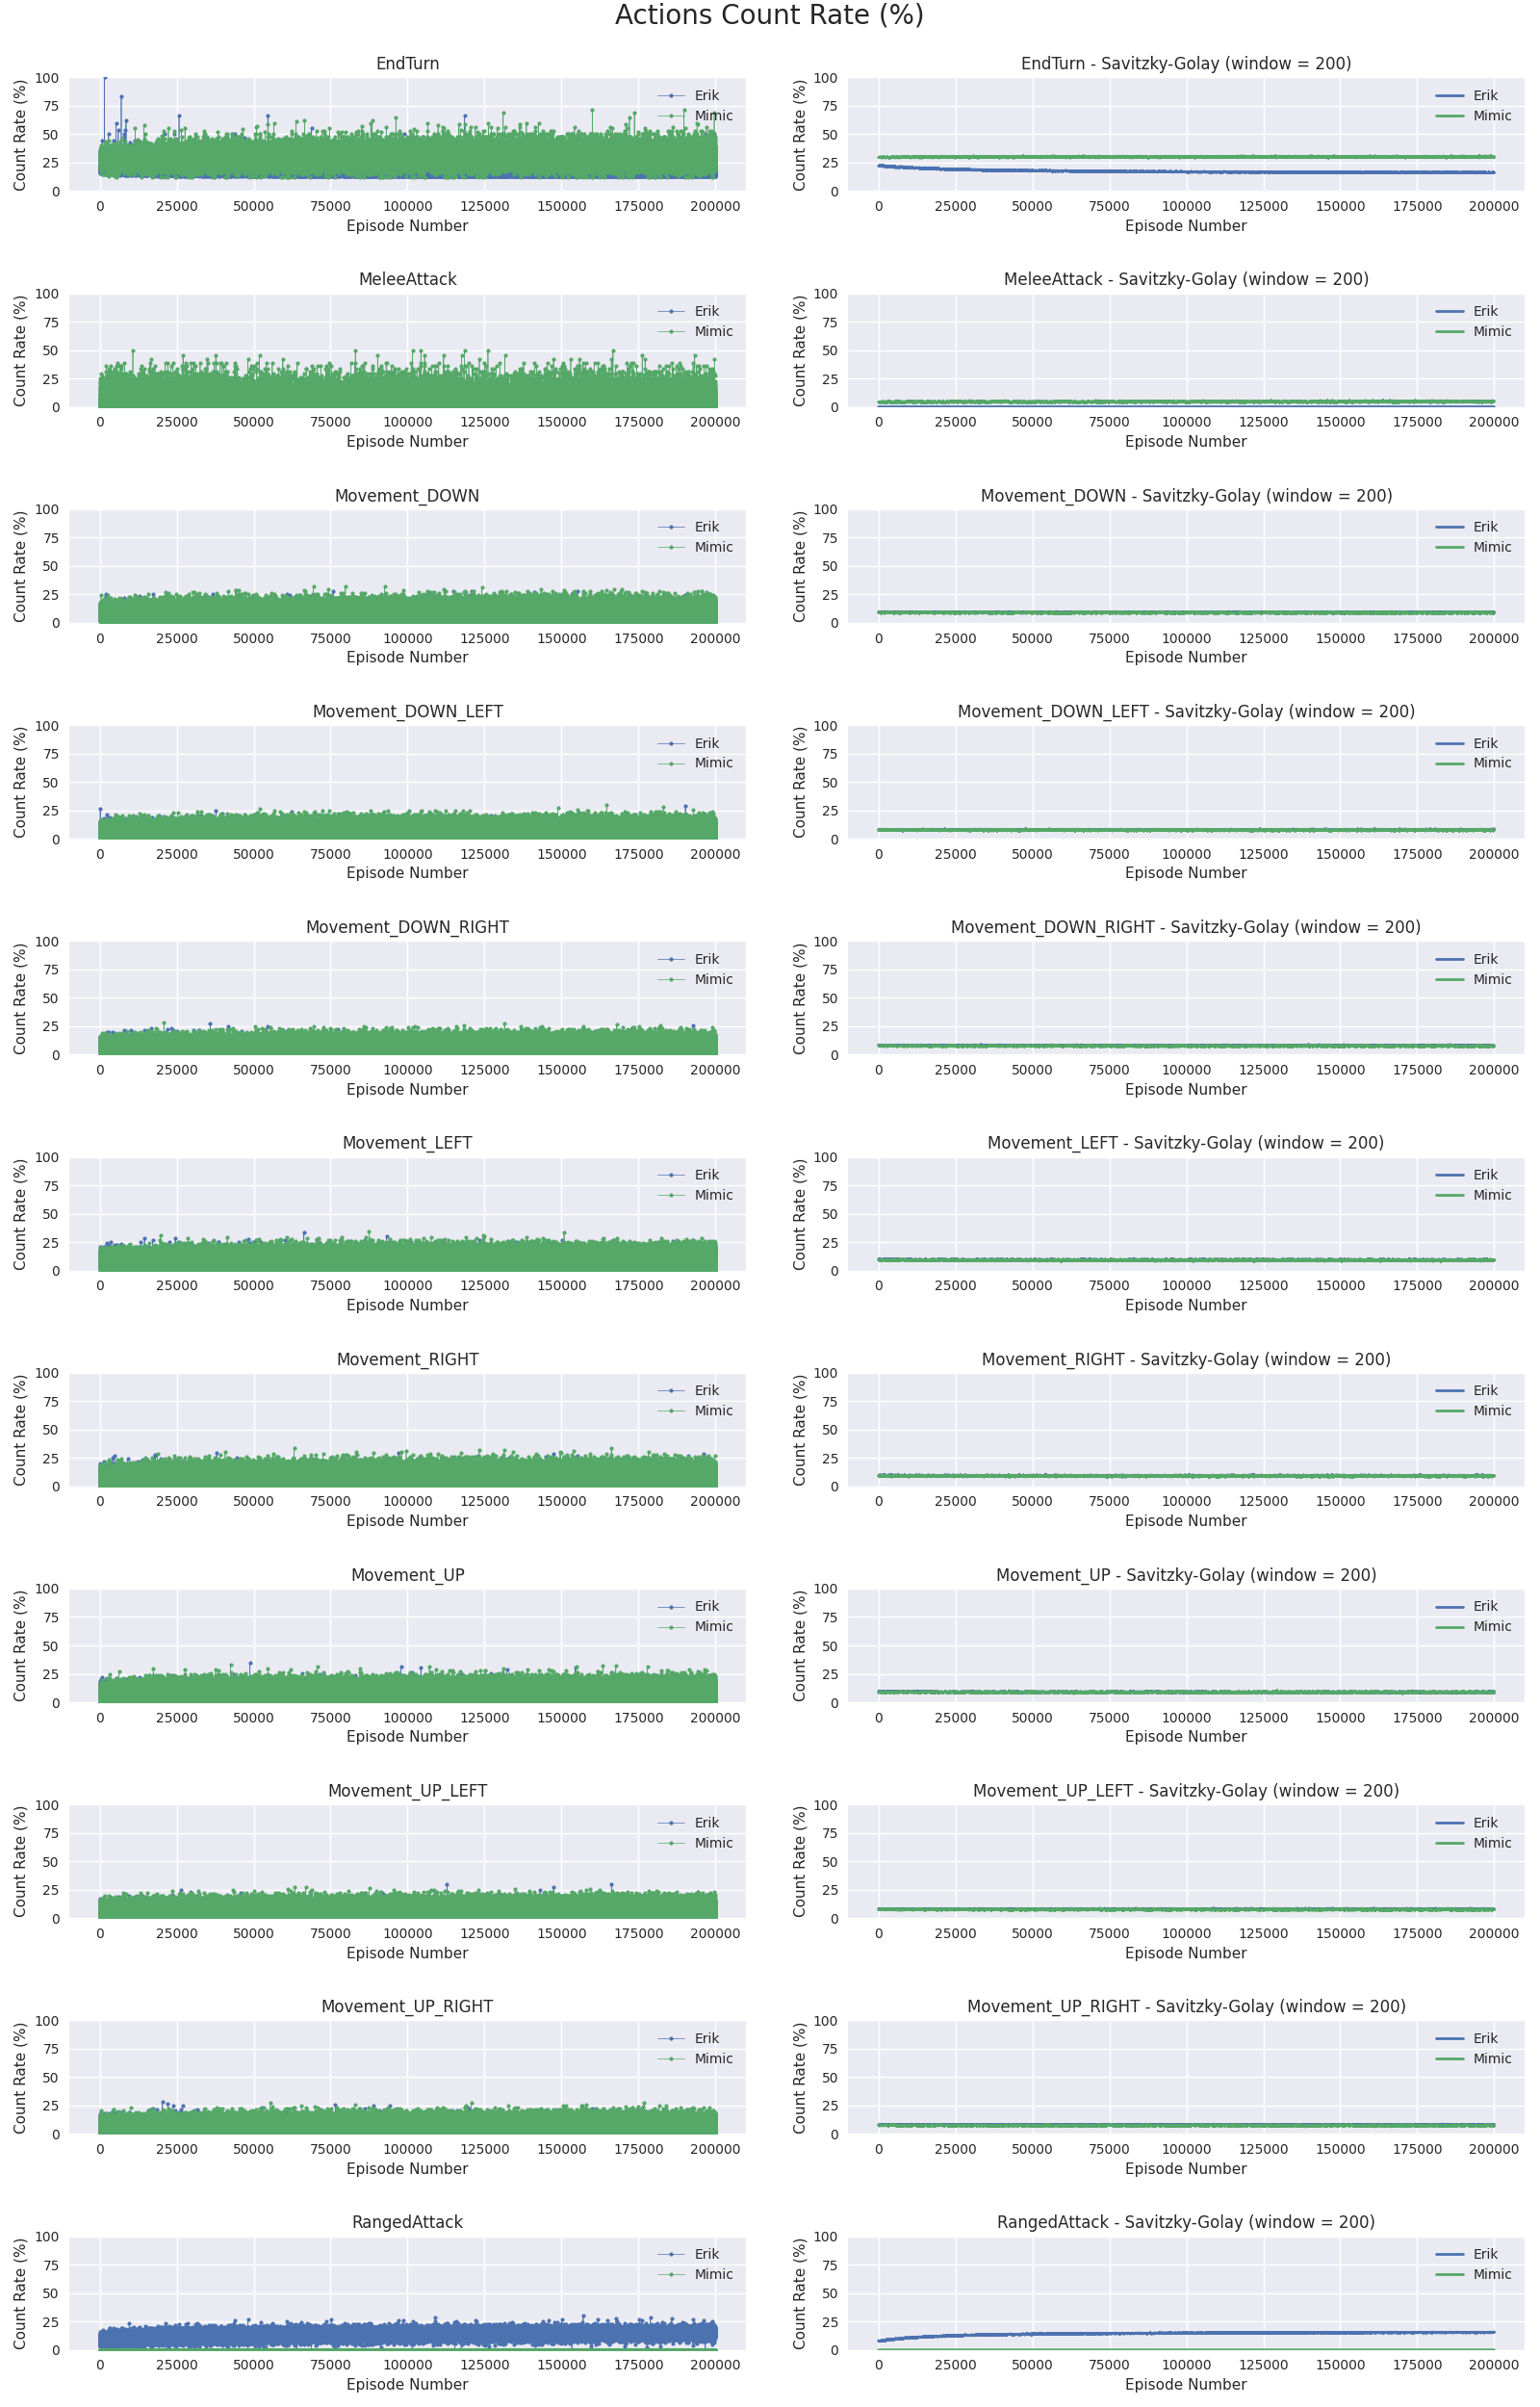 Actions Count Rate (%)
EndTurn
EndTurn - Savitzky-Golay (window = 200)
Count Rate (%)
100
75
50
25
0
Erik
Mimic
0 25000 50000 75000 100000 125000 150000 175000 200000
Episode Number
Count Rate (%)
100
75
50
25
0
Erik
Mimic
0 25000 50000 75000 100000 125000 150000 175000 200000
Episode Number
MeleeAttack
MeleeAttack - Savitzky-Golay (window = 200)
Count Rate (%)
100
75
50
25
0
Erik
Mimic
0 25000 50000 75000 100000 125000 150000 175000 200000
Episode Number
Count Rate (%)
100
75
50
25
0
Erik
Mimic
0 25000 50000 75000 100000 125000 150000 175000 200000
Episode Number
Movement_DOWN
Movement_DOWN - Savitzky-Golay (window = 200)
Count Rate (%)
100
75
50
25
0
Erik
Mimic
0 25000 50000 75000 100000 125000 150000 175000 200000
Episode Number
Count Rate (%)
100
75
50
25
0
Erik
Mimic
0 25000 50000 75000 100000 125000 150000 175000 200000
Episode Number
Movement_DOWN_LEFT
Movement_DOWN_LEFT - Savitzky-Golay (window = 200)
Count Rate (%)
100
75
50
25
0
Erik
Mimic
0 25000 50000 75000 100000 125000 150000 175000 200000
Episode Number
Count Rate (%)
100
75
50
25
0
Erik
Mimic
0 25000 50000 75000 100000 125000 150000 175000 200000
Episode Number
Movement_DOWN_RIGHT
Movement_DOWN_RIGHT - Savitzky-Golay (window = 200)
Count Rate (%)
100
75
50
25
0
Erik
Mimic
0 25000 50000 75000 100000 125000 150000 175000 200000
Episode Number
Count Rate (%)
100
75
50
25
0
Erik
Mimic
0 25000 50000 75000 100000 125000 150000 175000 200000
Episode Number
Movement_LEFT
Movement_LEFT - Savitzky-Golay (window = 200)
Count Rate (%)
100
75
50
25
0
Erik
Mimic
0 25000 50000 75000 100000 125000 150000 175000 200000
Episode Number
Count Rate (%)
100
75
50
25
0
Erik
Mimic
0 25000 50000 75000 100000 125000 150000 175000 200000
Episode Number
Movement_RIGHT
Movement_RIGHT - Savitzky-Golay (window = 200)
Count Rate (%)
100
75
50
25
0
Erik
Mimic
0 25000 50000 75000 100000 125000 150000 175000 200000
Episode Number
Count Rate (%)
100
75
50
25
0
Erik
Mimic
0 25000 50000 75000 100000 125000 150000 175000 200000
Episode Number
Movement_UP
Movement_UP - Savitzky-Golay (window = 200)
Count Rate (%)
100
75
50
25
0
Erik
Mimic
0 25000 50000 75000 100000 125000 150000 175000 200000
Episode Number
Count Rate (%)
100
75
50
25
0
Erik
Mimic
0 25000 50000 75000 100000 125000 150000 175000 200000
Episode Number
Movement_UP_LEFT
Movement_UP_LEFT - Savitzky-Golay (window = 200)
Count Rate (%)
100
75
50
25
0
Erik
Mimic
0 25000 50000 75000 100000 125000 150000 175000 200000
Episode Number
Count Rate (%)
100
75
50
25
0
Erik
Mimic
0 25000 50000 75000 100000 125000 150000 175000 200000
Episode Number
Movement_UP_RIGHT
Movement_UP_RIGHT - Savitzky-Golay (window = 200)
Count Rate (%)
100
75
50
25
0
Erik
Mimic
0 25000 50000 75000 100000 125000 150000 175000 200000
Episode Number
Count Rate (%)
100
75
50
25
0
Erik
Mimic
0 25000 50000 75000 100000 125000 150000 175000 200000
Episode Number
RangedAttack
RangedAttack - Savitzky-Golay (window = 200)
Count Rate (%)
100
75
50
25
0
Erik
Mimic
0 25000 50000 75000 100000 125000 150000 175000 200000
Episode Number
Count Rate (%)
100
75
50
25
0
Erik
Mimic
0 25000 50000 75000 100000 125000 150000 175000 200000
Episode Number